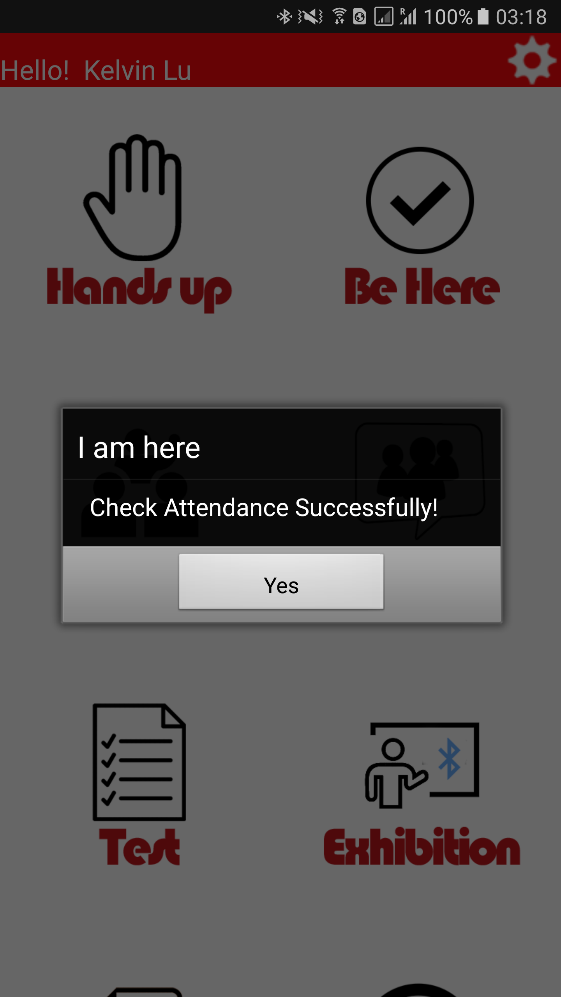 100% 03:18
Hello! Kelvin Lu
Hands up
Be Here
I am here
Check Attendance Successfully!
Yes
Test
Exhibition